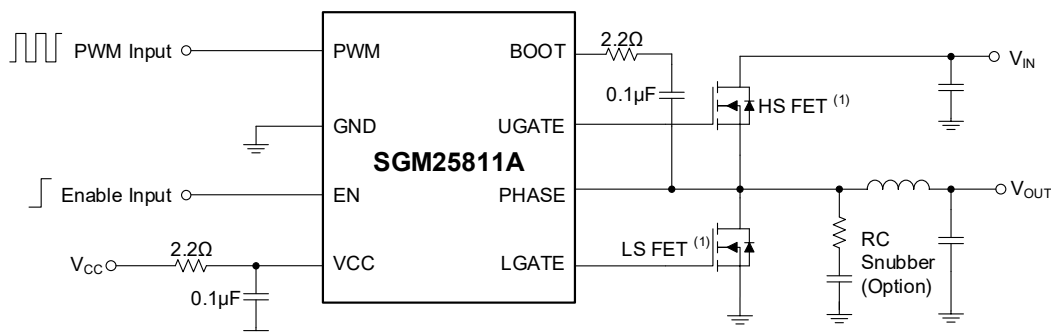 PWM Input
PWM
BOOT
2.2Ω
V_IN
0.1µF
HS FET (1)
GND
UGATE
SGM25811A
Enable Input
EN
PHASE
V_OUT
2.2Ω
V_CC
VCC
LGATE
LS FET (1)
RC
Snubber
(Option)
0.1µF